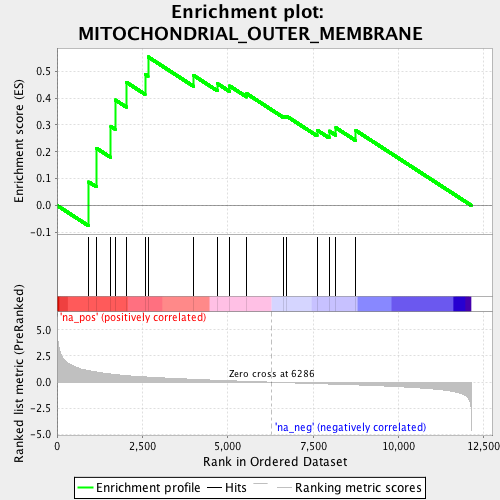 Enrichment plot:
MITOCHONDRIAL_OUTER_MEMBRANE
Enrichment score (ES)
0.5
0.4
0.3
0.2
0.1
0.0
-0.1
'na_pos' (positively correlated)
Ranked list metric (PreRanked)
5.0
2.5
0.0
-2.5
-5.0
Zero cross at 6286
'na_neg' (negatively correlated)
0 2,500 5,000 7,500 10,000 12,500
Rank in Ordered Dataset
Enrichment profile Hits Ranking metric scores